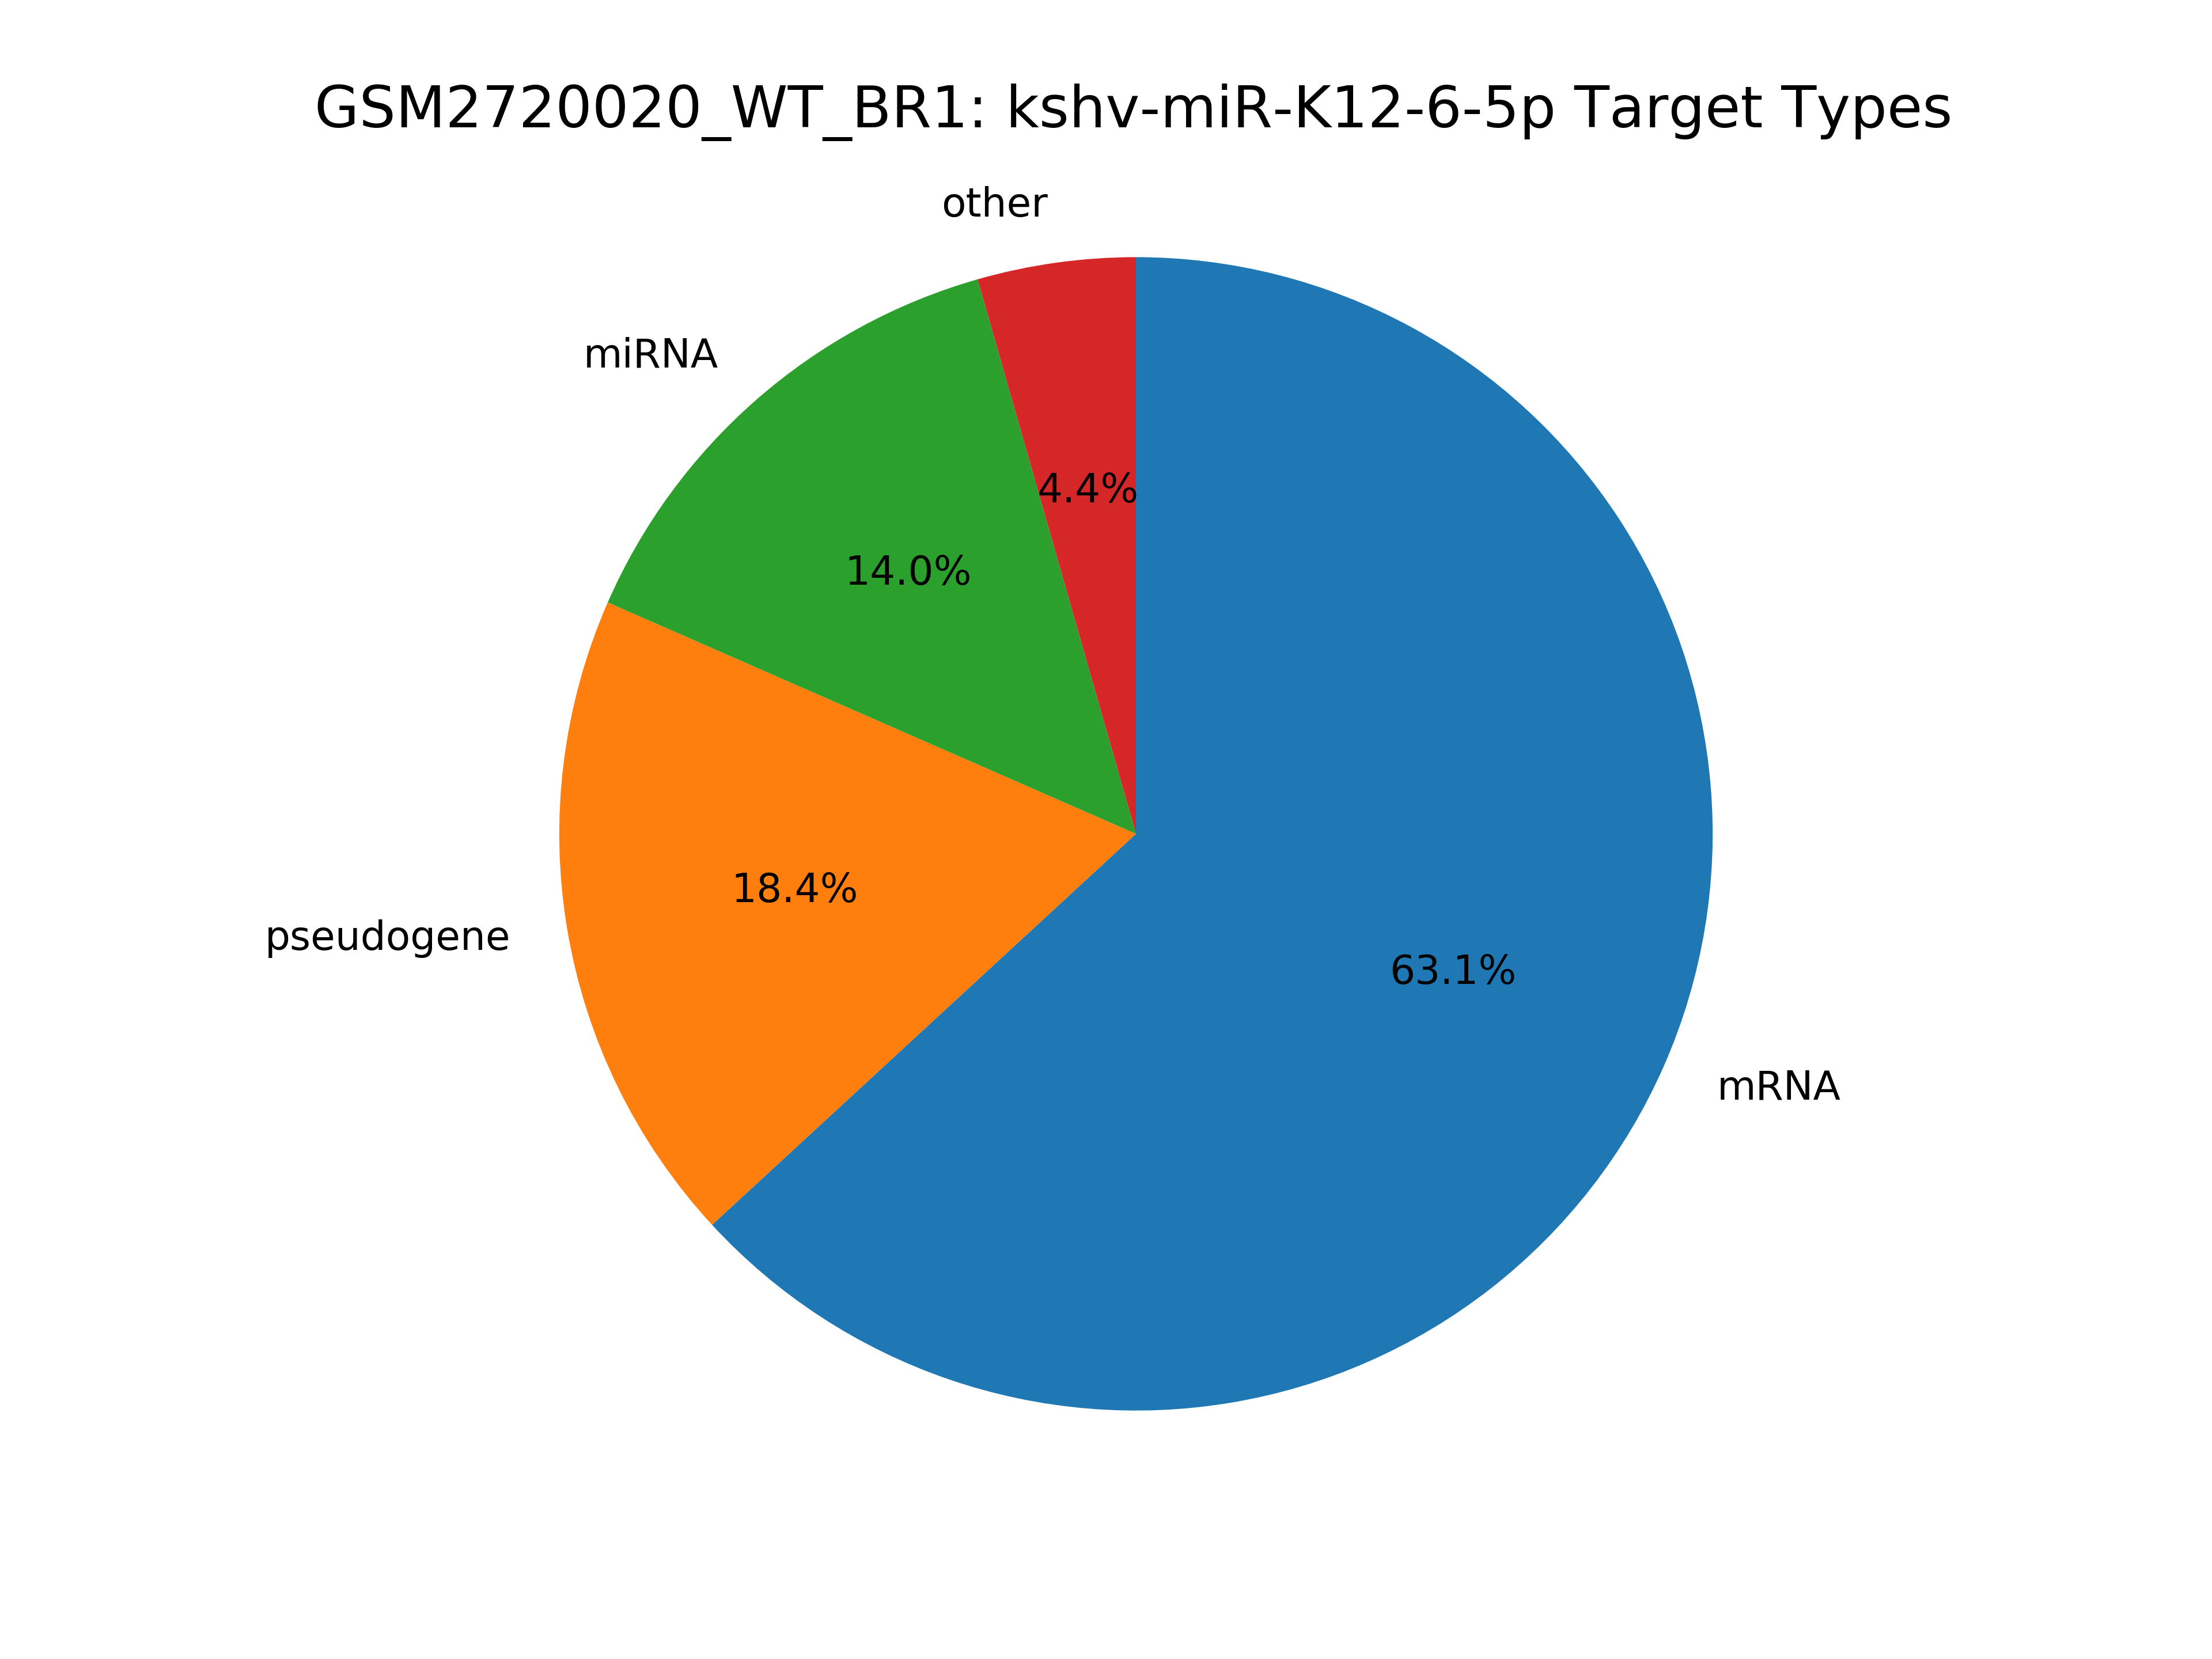 GSM2720020_WT_BR1: kshv-miR-K12-6-5p Target Types
other
miRNA
4.4%
14.0%
18.4%
pseudogene
63.1%
mRNA